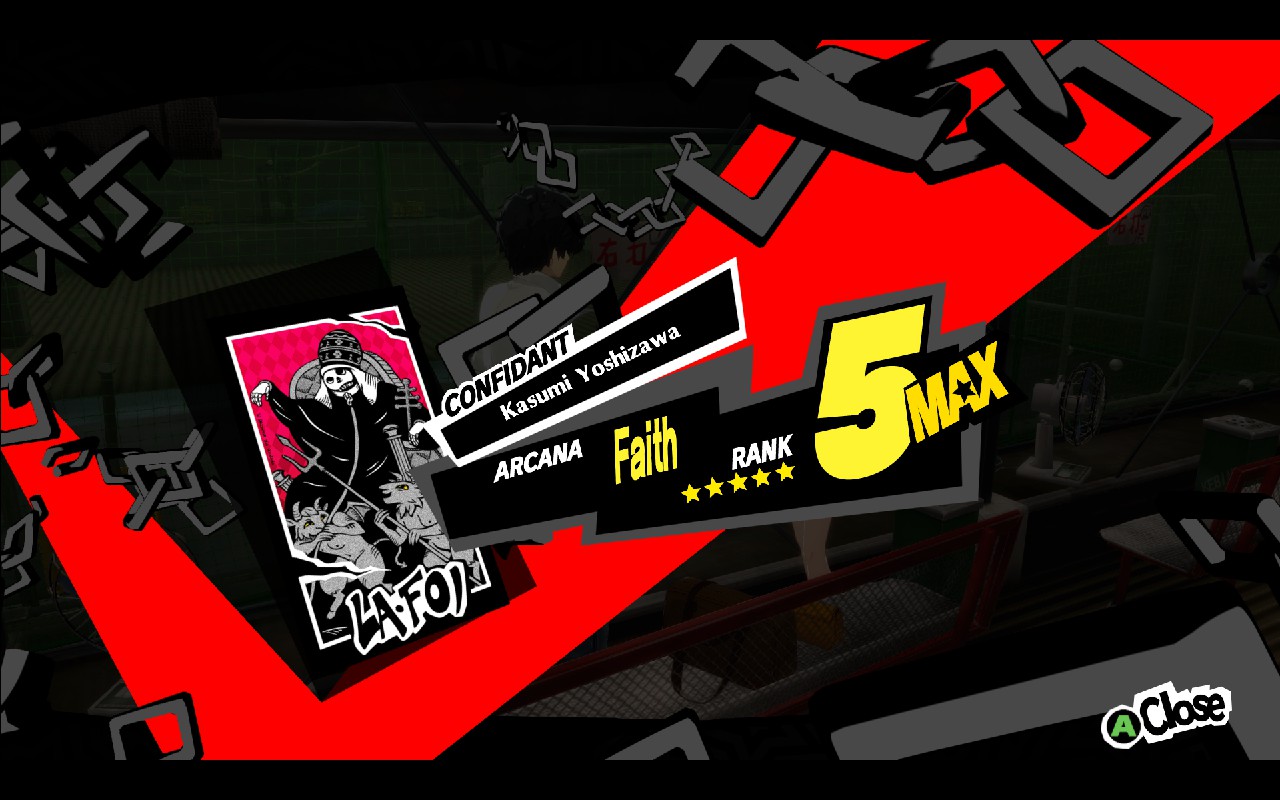 CONFIDANT
Kasumi Yoshizawa
ARCANA Faith RANK 5 MAX
LA·FOI
A Close